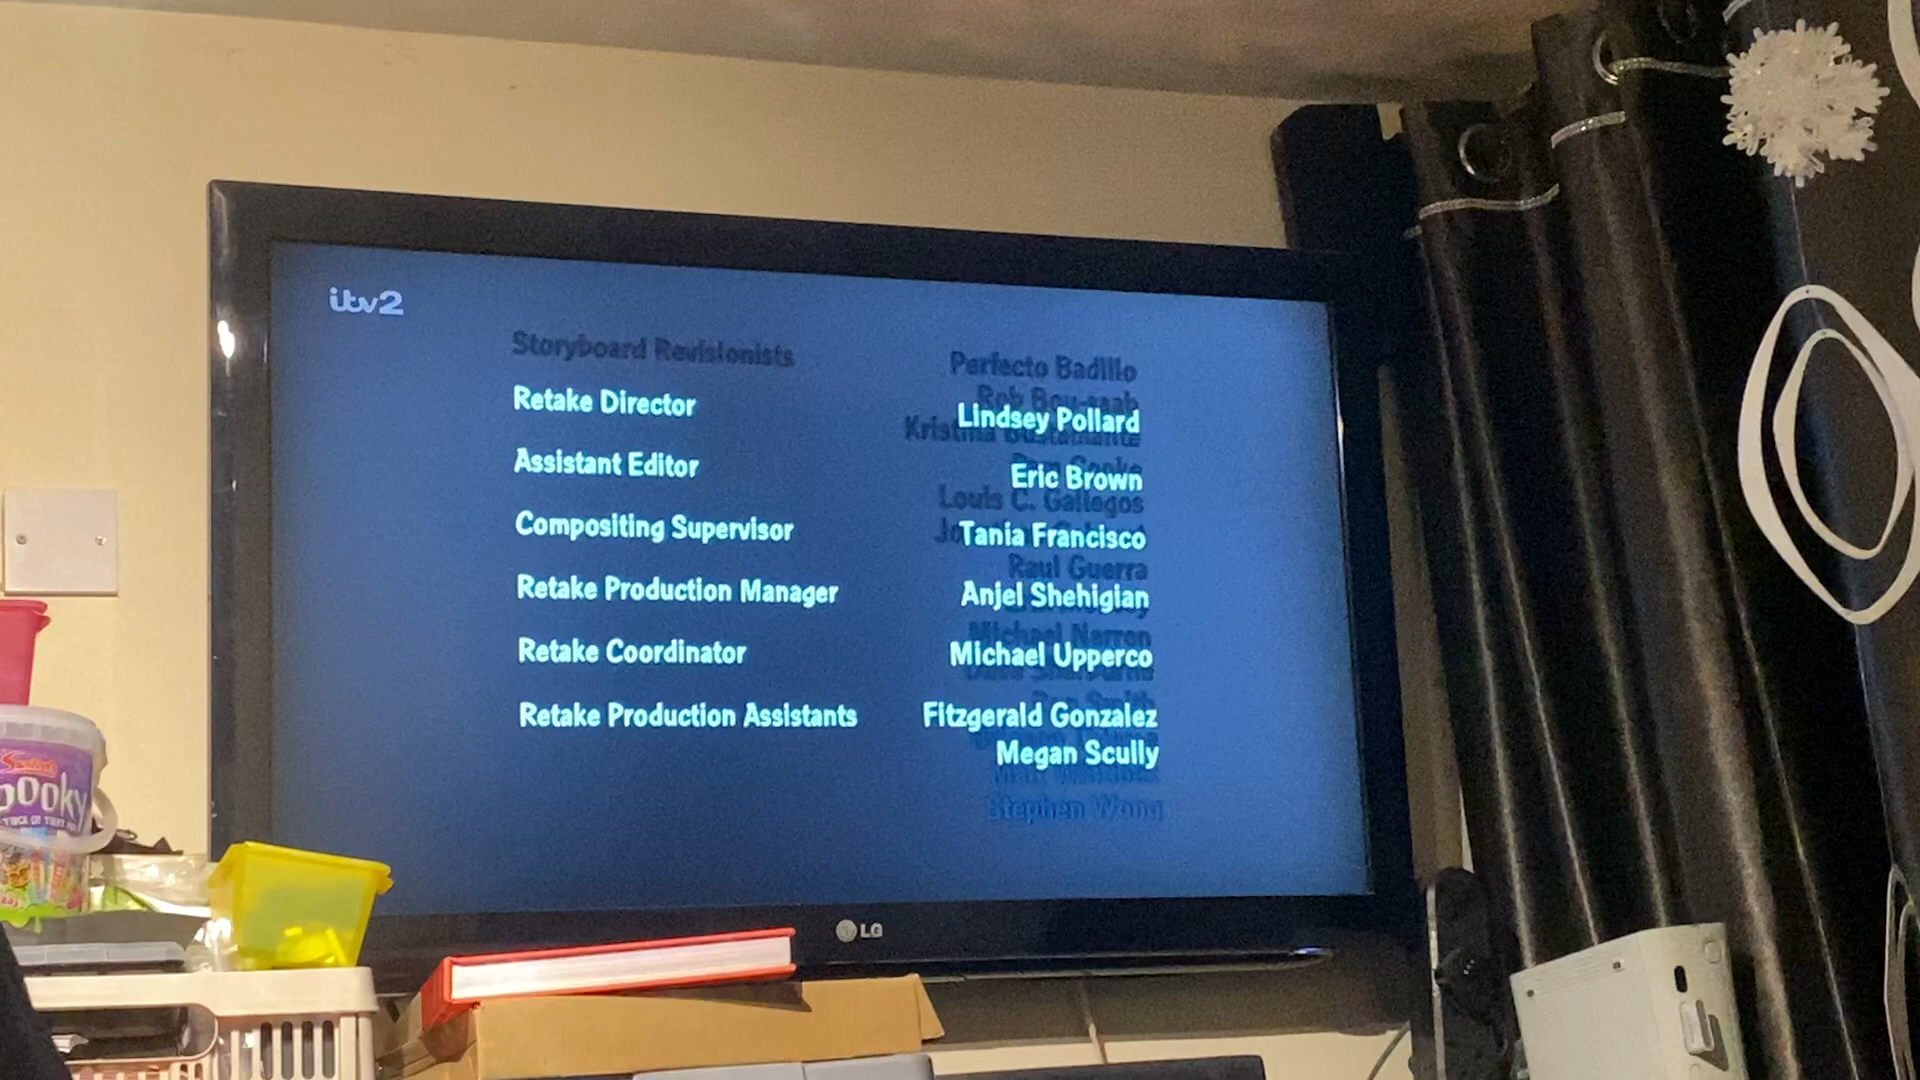 itv2
Storyboard Revisionists
Perfecto Badillo
Retake Director
Lindsey Pollard
Assistant Editor
Eric Brown
Louis C. Gallegos
Compositing Supervisor
Tania Francisco
Raul Guerra
Retake Production Manager
Anjel Shehigian
Michael Narren
Retake Coordinator
Michael Upperco
Retake Production Assistants
Fitzgerald Gonzalez
Megan Scully
Stephen Wong
LG